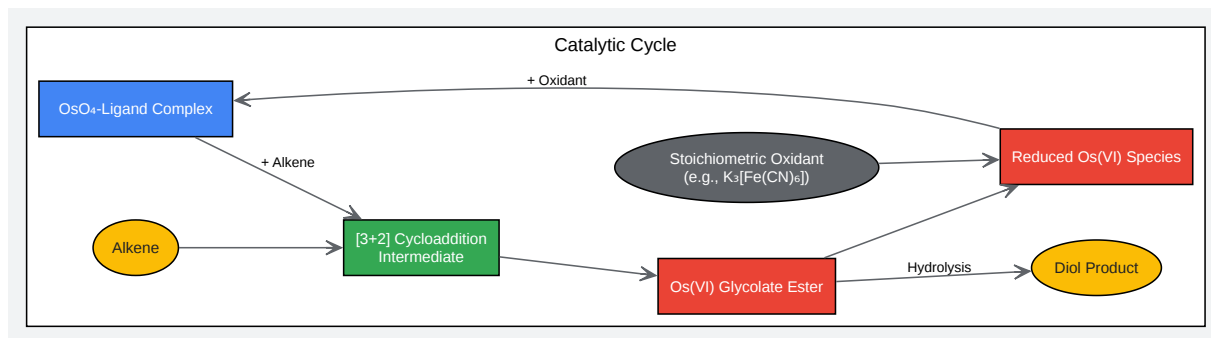 Catalytic Cycle
+ Oxidant
OsO₄-Ligand Complex
+ Alkene
Stoichiometric Oxidant
(e.g., K₃[Fe(CN)₆])
Reduced Os(VI) Species
Alkene
[3+2] Cycloaddition
Intermediate
Os(VI) Glycolate Ester
Hydrolysis
Diol Product